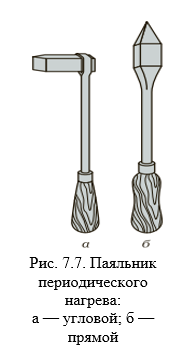 а б
Рис. 7.7. Паяльник
периодического
нагрева:
а — угловой; б —
прямой